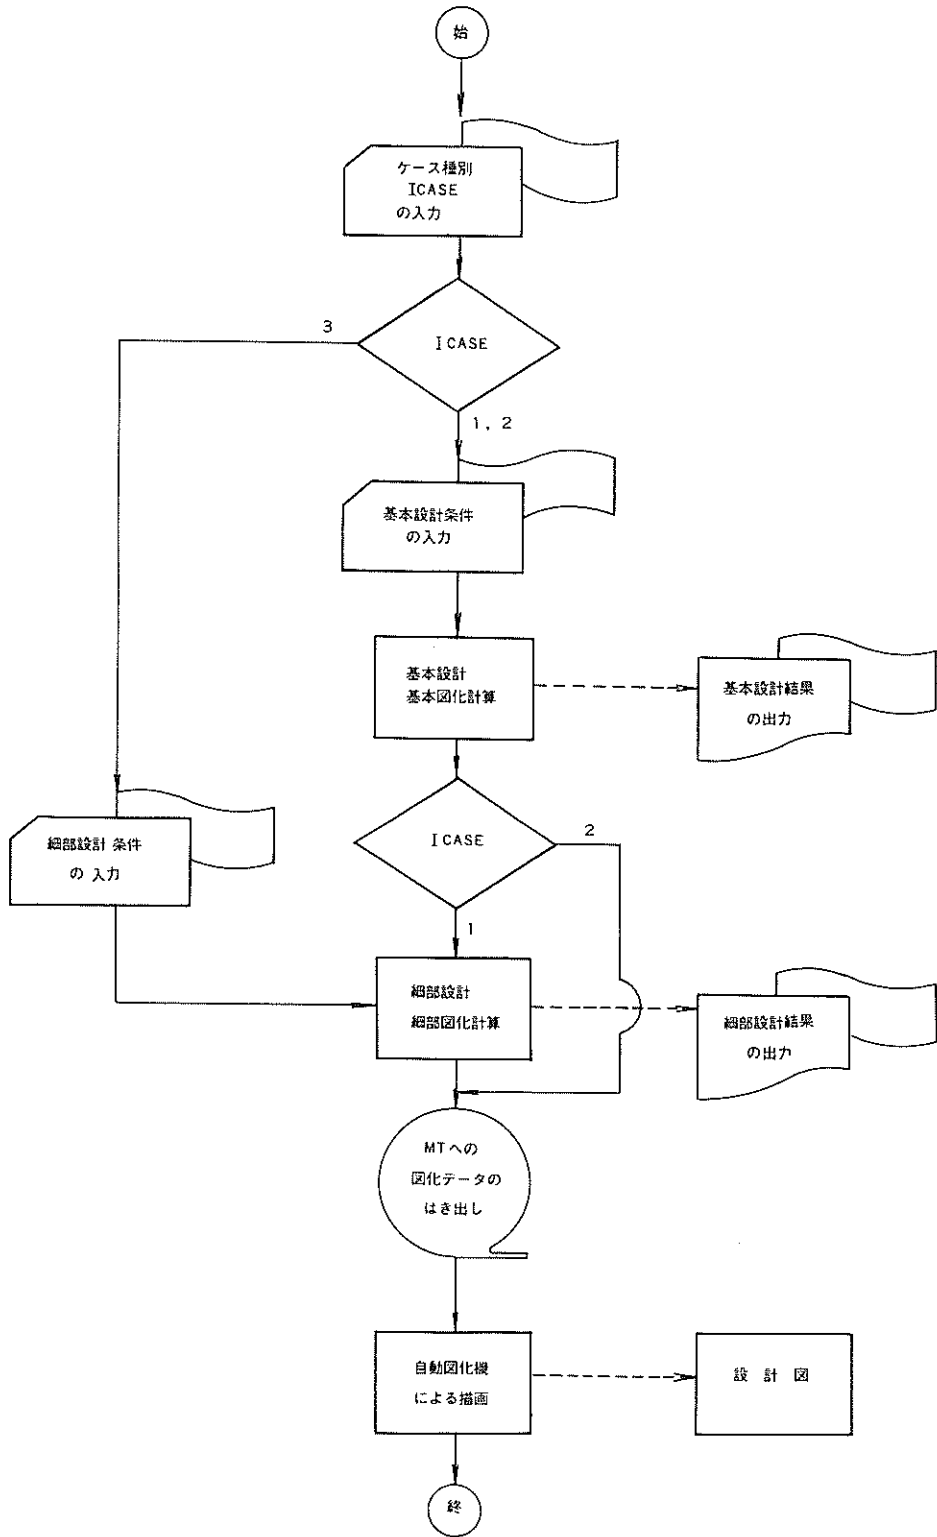 始
ケース種別
ICASE
の入力
3
ICASE
1, 2
基本設計条件
の入力
基本設計
基本図化計算
基本設計結果
の出力
ICASE
2
細部設計条件
の入力
1
細部設計
細部図化計算
細部設計結果
の出力
MTへの
図化テータの
はき出し
自動図化機
による描画
設計図
終